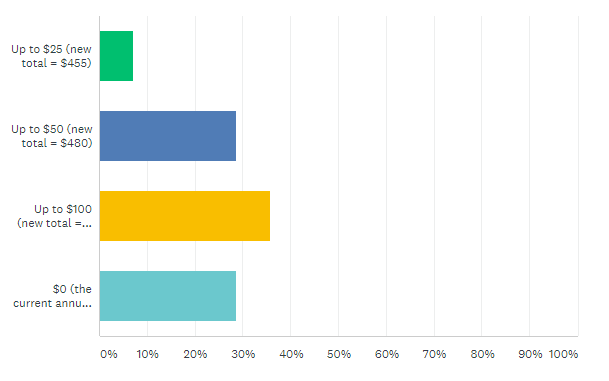 Up to $25 (new
total = $455)
Up to $50 (new
total = $480)
Up to $100
(new total =...
$0 (the
current annu...
0% 10% 20% 30% 40% 50% 60% 70% 80% 90% 100%